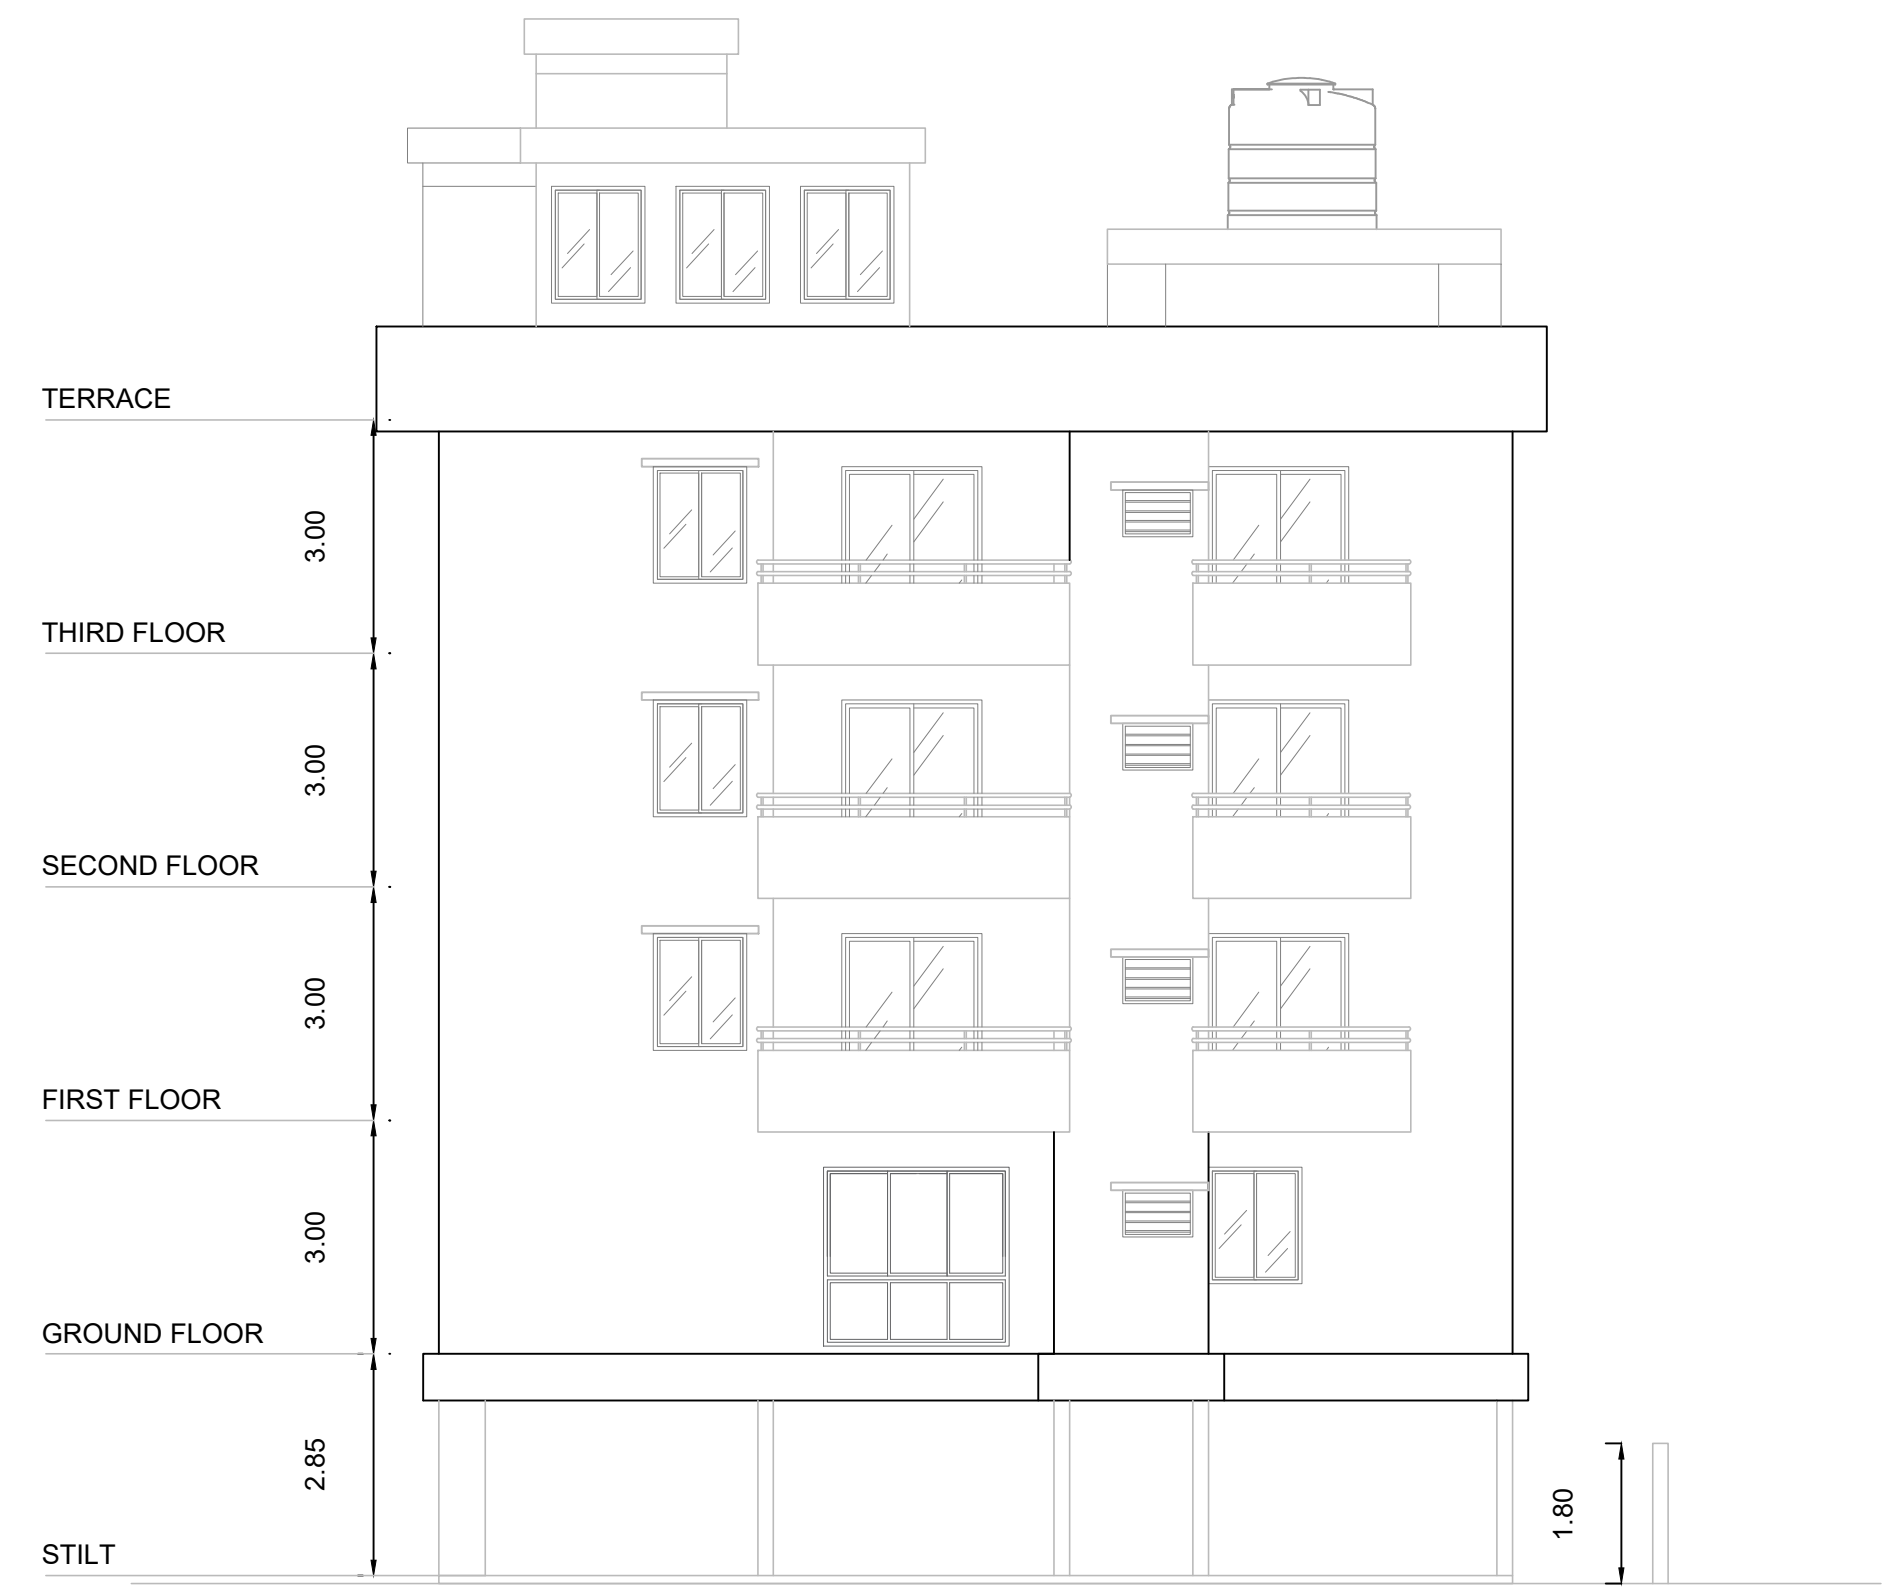 TERRACE
3.00
THIRD FLOOR
3.00
SECOND FLOOR
3.00
FIRST FLOOR
3.00
GROUND FLOOR
2.85
1.80
STILT